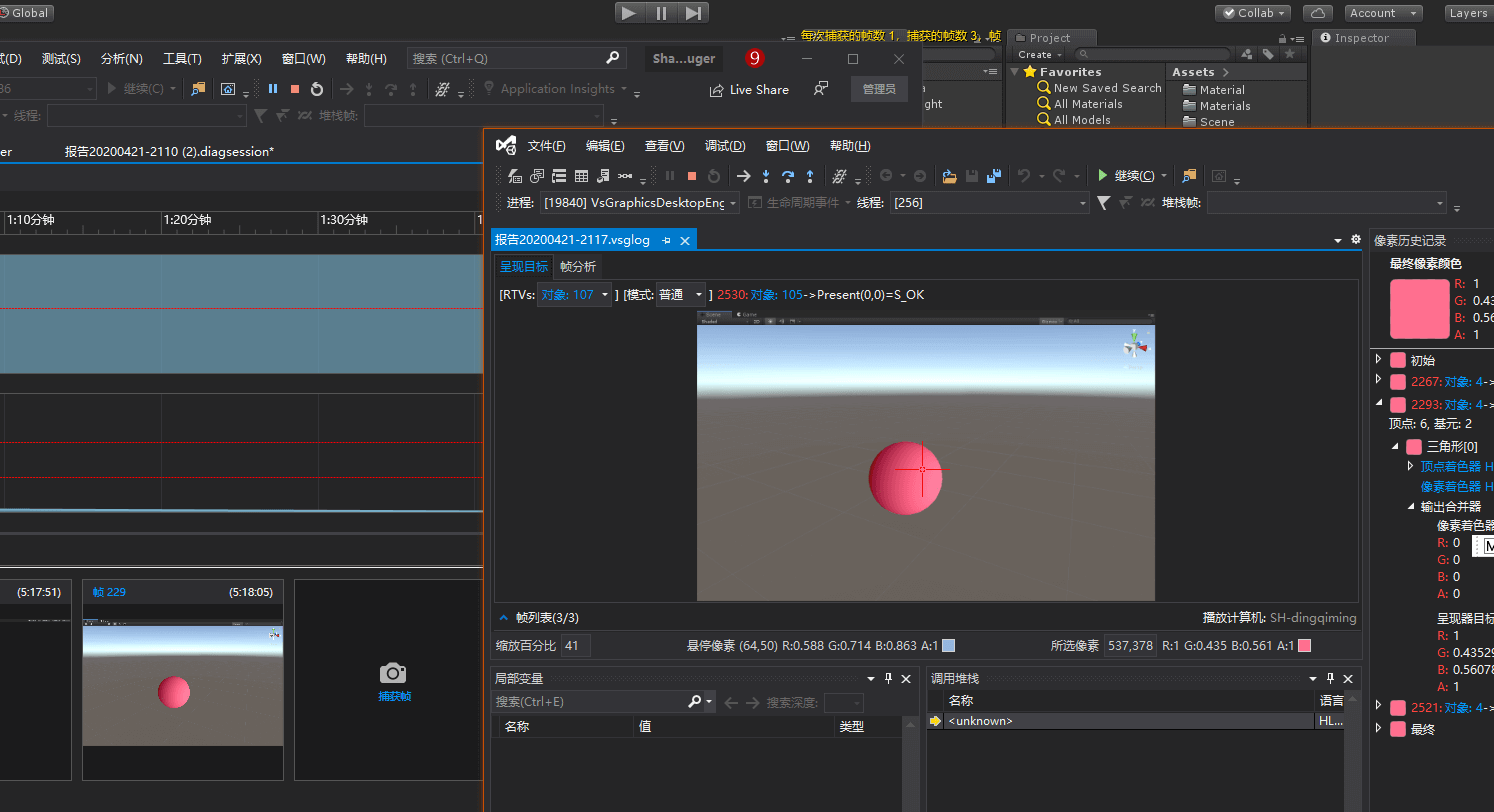 Global
Collab
Account
Layers
每次捕获的帧数 1，捕获的帧数 3，帧
Project
Inspector
Create
试(D) 测试(S) 分析(N) 工具(T) 扩展(X) 窗口(W) 帮助(H) 搜索 (Ctrl+Q) Sha...uger 9
Favorites
Assets
New Saved Search
All Materials
All Models
Material
Materials
Scene
86 继续(C) Application Insights Live Share 管理员
ght
线程: 堆栈帧:
er 报告20200421-2110 (2).diagsession*
1:10分钟 1:20分钟 1:30分钟 1
(5:17:51)
帧 229 (5:18:05)
捕获帧
文件(F) 编辑(E) 查看(V) 调试(D) 窗口(W) 帮助(H)
继续(C)
进程: [19840] VsGraphicsDesktopEng 生命周期事件 线程: [256] 堆栈帧:
报告20200421-2117.vsglog
呈现目标 帧分析
[RTVs: 对象: 107 ] [模式: 普通 ] 2530: 对象: 105->Present(0,0)=S_OK
Scene Game
Shaded 2D
帧列表(3/3) 播放计算机: SH-dingqiming
缩放百分比 41 悬停像素 (64,50) R:0.588 G:0.714 B:0.863 A:1 所选像素 537,378 R:1 G:0.435 B:0.561 A:1
局部变量
搜索(Ctrl+E) 搜索深度:
名称 值 类型
调用堆栈
名称 语言
<unknown> HL...
像素历史记录
最终像素颜色
R: 1
G: 0.43
B: 0.56
A: 1
初始
2267: 对象: 4->
2293: 对象: 4->
顶点: 6, 基元: 2
三角形[0]
顶点着色器 H
像素着色器 H
输出合并器
像素着色器
R: 0
G: 0
B: 0
A: 0
M
呈现器目标
R: 1
G: 0.43529
B: 0.56078
A: 1
2521: 对象: 4->
最终